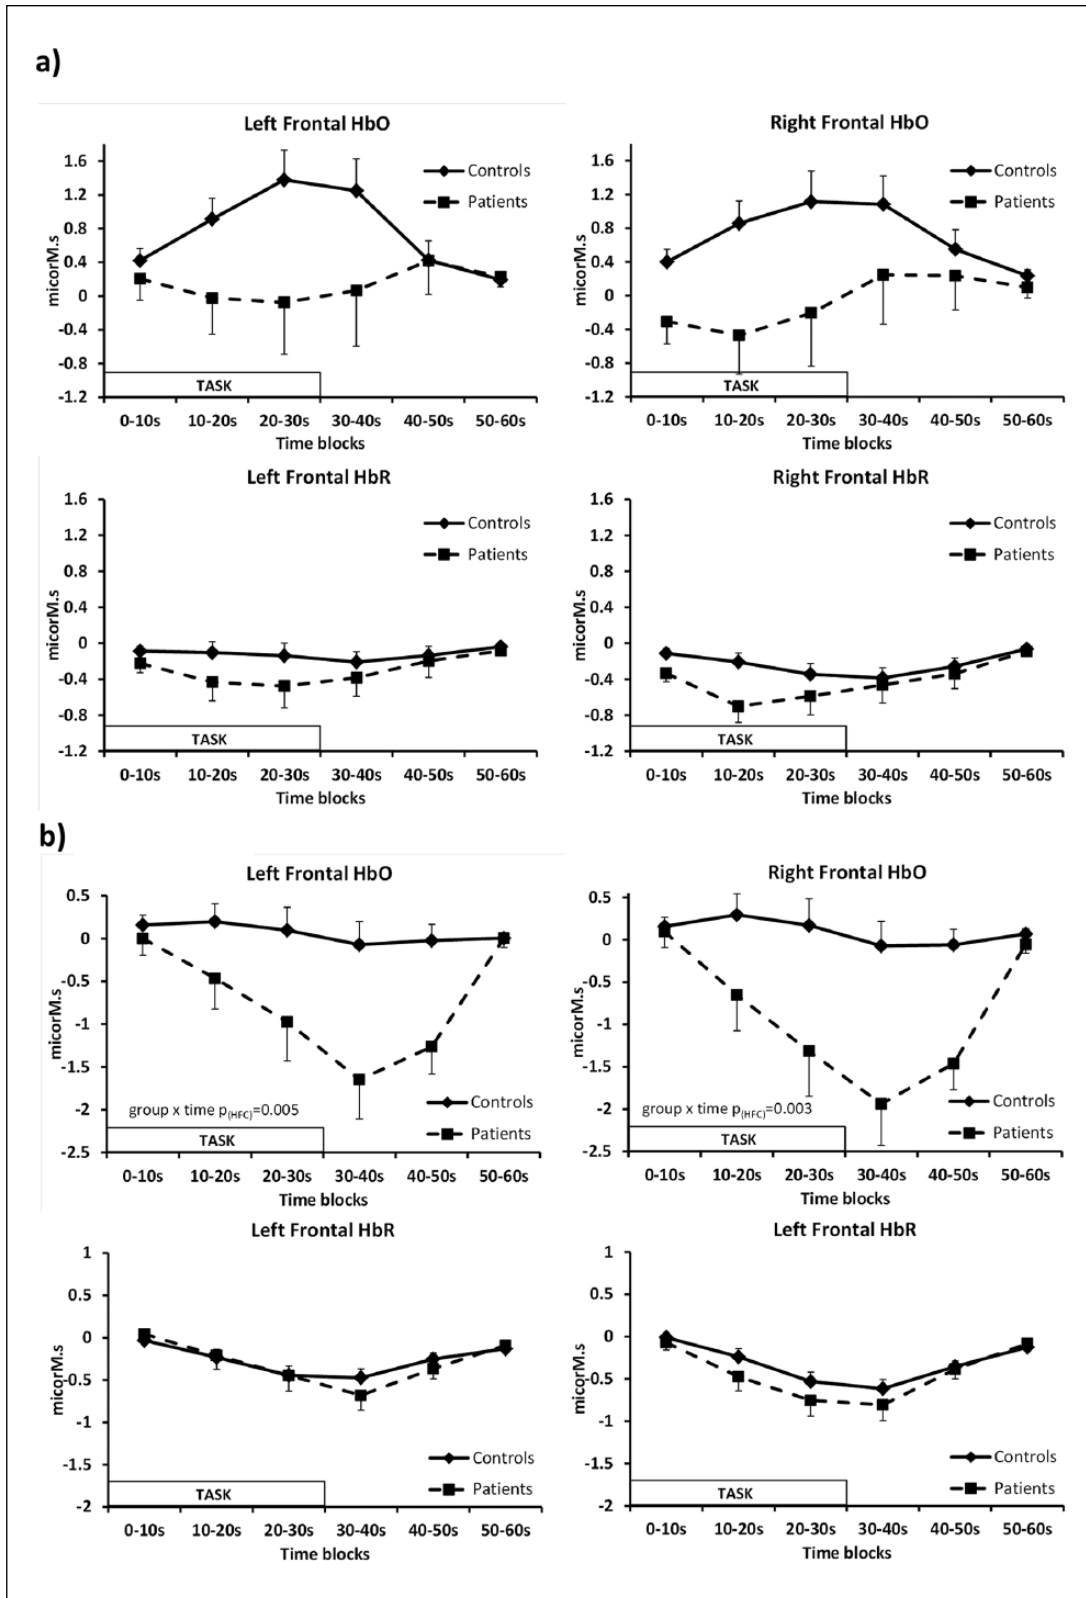 a)
Left Frontal HbO
1.6
1.2
0.8
0.4
0
-0.4
-0.8
-1.2
micorM.s
Controls
Patients
TASK
0-10s 10-20s 20-30s 30-40s 40-50s 50-60s
Time blocks
Right Frontal HbO
1.6
1.2
0.8
0.4
0
-0.4
-0.8
-1.2
micorM.s
Controls
Patients
TASK
0-10s 10-20s 20-30s 30-40s 40-50s 50-60s
Time blocks
Left Frontal HbR
1.6
1.2
0.8
0.4
0
-0.4
-0.8
-1.2
micorM.s
Controls
Patients
TASK
0-10s 10-20s 20-30s 30-40s 40-50s 50-60s
Time blocks
Right Frontal HbR
1.6
1.2
0.8
0.4
0
-0.4
-0.8
-1.2
micorM.s
Controls
Patients
TASK
0-10s 10-20s 20-30s 30-40s 40-50s 50-60s
Time blocks
b)
Left Frontal HbO
0.5
0
-0.5
-1
-1.5
-2
-2.5
micorM.s
group x time p(HFC)=0.005
Controls
Patients
TASK
0-10s 10-20s 20-30s 30-40s 40-50s 50-60s
Time blocks
Right Frontal HbO
0.5
0
-0.5
-1
-1.5
-2
-2.5
micorM.s
group x time p(HFC)=0.003
Controls
Patients
TASK
0-10s 10-20s 20-30s 30-40s 40-50s 50-60s
Time blocks
Left Frontal HbR
1
0.5
0
-0.5
-1
-1.5
-2
micorM.s
Controls
Patients
TASK
0-10s 10-20s 20-30s 30-40s 40-50s 50-60s
Time blocks
Left Frontal HbR
1
0.5
0
-0.5
-1
-1.5
-2
micorM.s
Controls
Patients
TASK
0-10s 10-20s 20-30s 30-40s 40-50s 50-60s
Time blocks